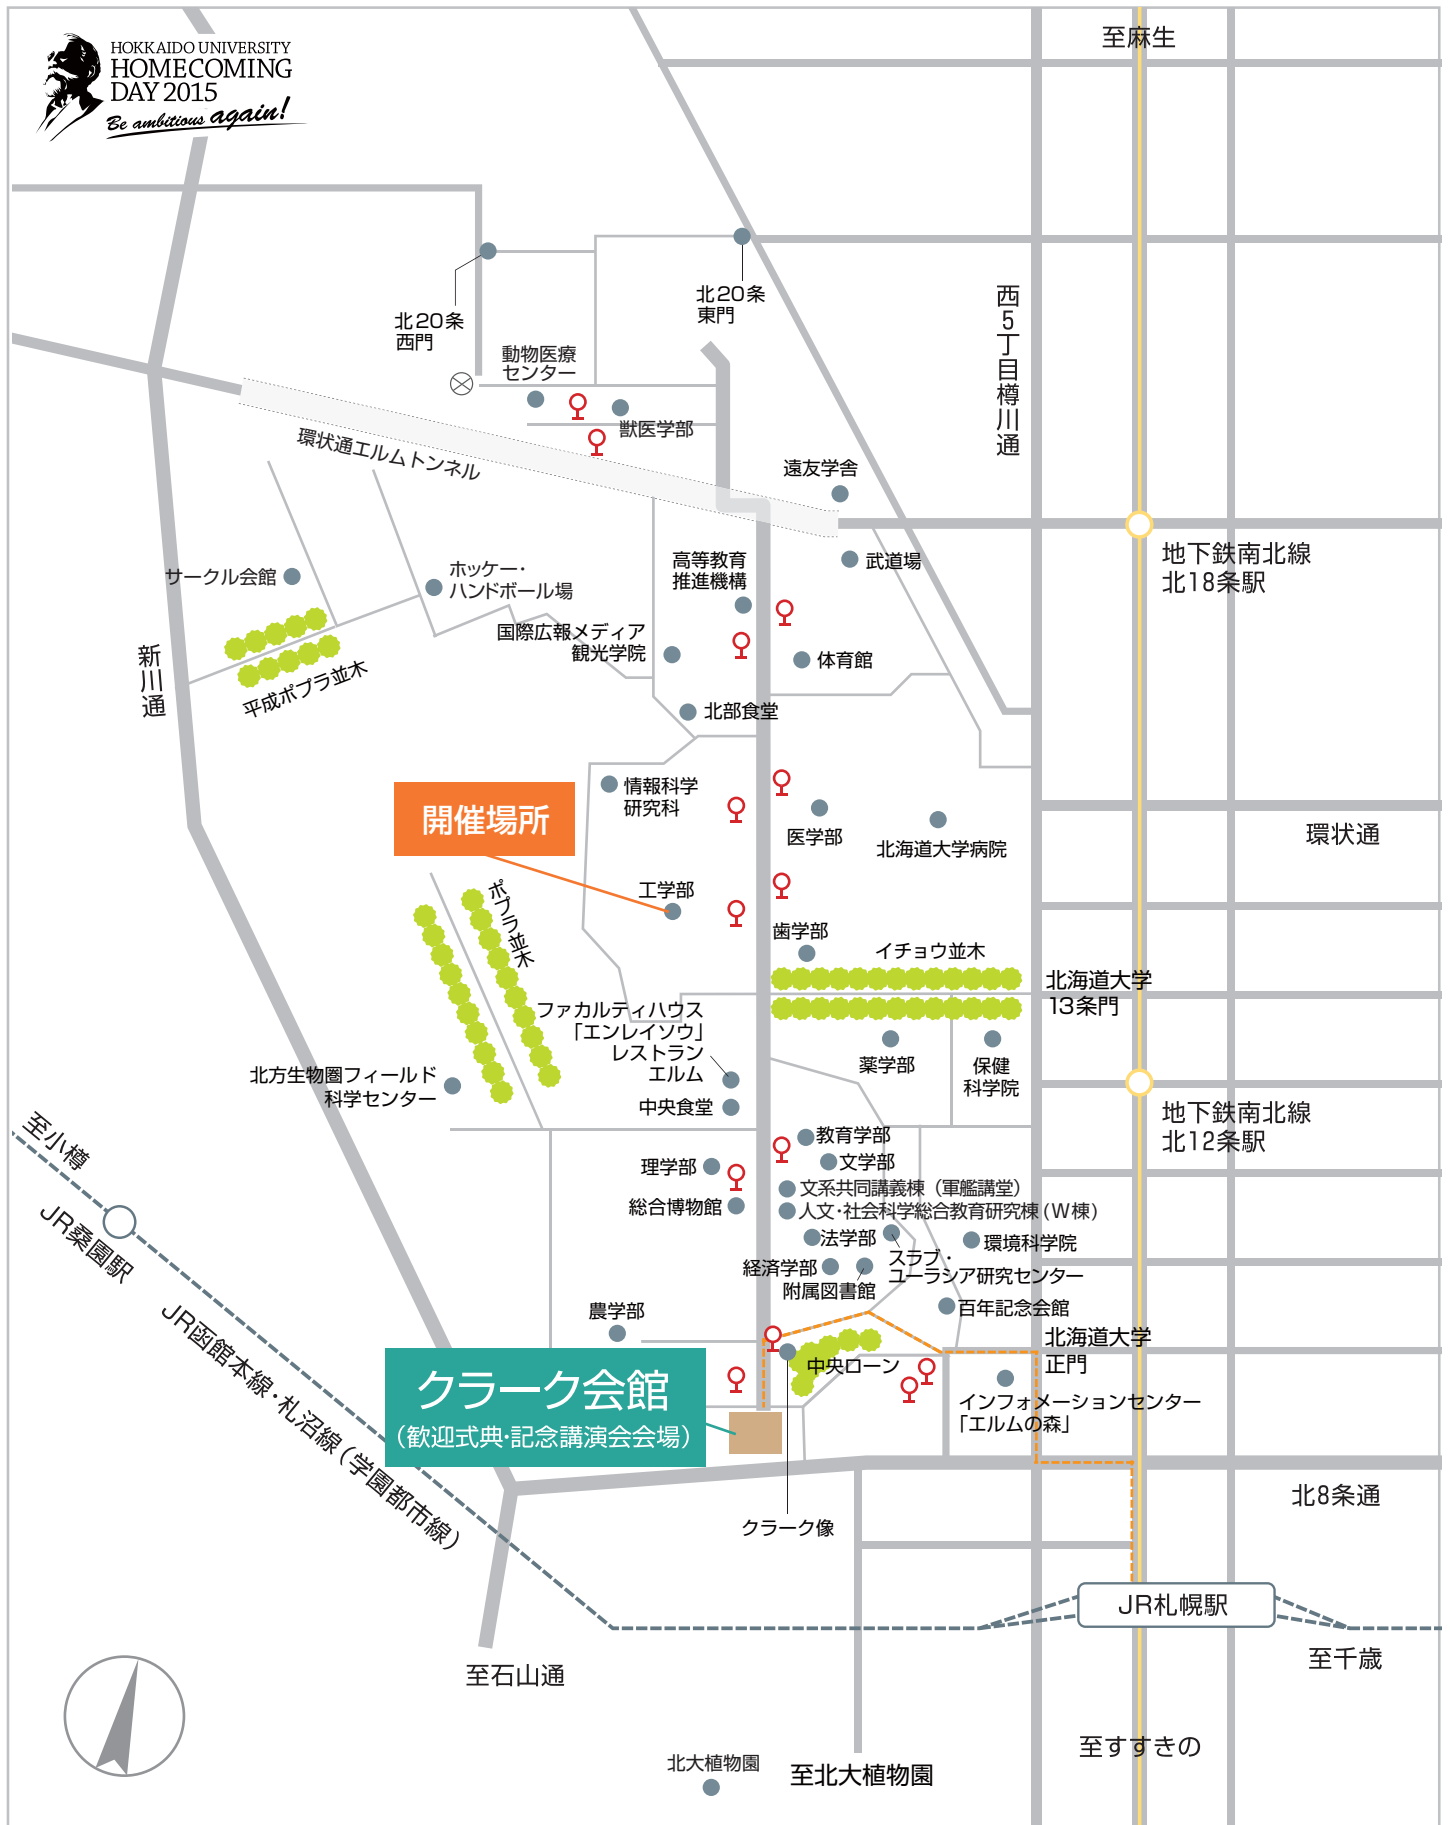 HOKKAIDO UNIVERSITY
HOMECOMING
DAY 2015
Be ambitious again!
至麻生
北20条
西門
北20条
東門
西5丁目樽川通
動物医療
センター
獣医学部
環状通エルムトンネル
遠友学舎
武道場
地下鉄南北線
北18条駅
サークル会館
ホッケー・
ハンドボール場
高等教育
推進機構
国際広報メディア
観光学院
体育館
新川通
平成ポプラ並木
北部食堂
情報科学
研究科
開催場所
医学部
北海道大学病院
環状通
工学部
ポプラ並木
歯学部
イチョウ並木
北海道大学
13条門
ファカルティハウス
「エンレイソウ」
レストラン
エルム
薬学部
保健
科学院
北方生物圏フィールド
科学センター
中央食堂
地下鉄南北線
北12条駅
至小樽
JR桑園駅
教育学部
文学部
理学部
文系共同講義棟（軍艦講堂）
総合博物館
人文・社会科学総合教育研究棟(W棟)
法学部
環境科学院
スラブ・
ユーラシア研究センター
経済学部
附属図書館
百年記念会館
農学部
JR函館本線・札沼線（学園都市線）
北海道大学
正門
中央ローン
クラーク会館
（歓迎式典・記念講演会会場）
インフォメーションセンター
「エルムの森」
北8条通
クラーク像
JR札幌駅
至石山通
至千歳
至すすきの
北大植物園
至北大植物園